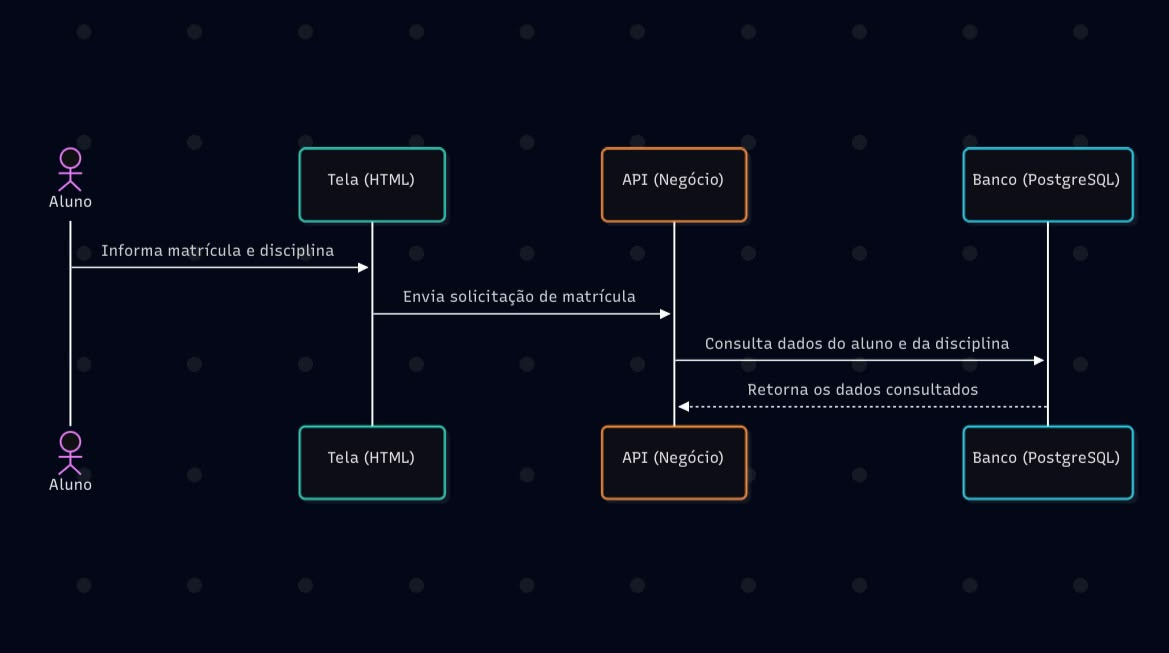 Aluno
Tela (HTML)
API (Negócio)
Banco (PostgreSQL)
Informa matrícula e disciplina
Envia solicitação de matrícula
Consulta dados do aluno e da disciplina
Retorna os dados consultados
Aluno
Tela (HTML)
API (Negócio)
Banco (PostgreSQL)